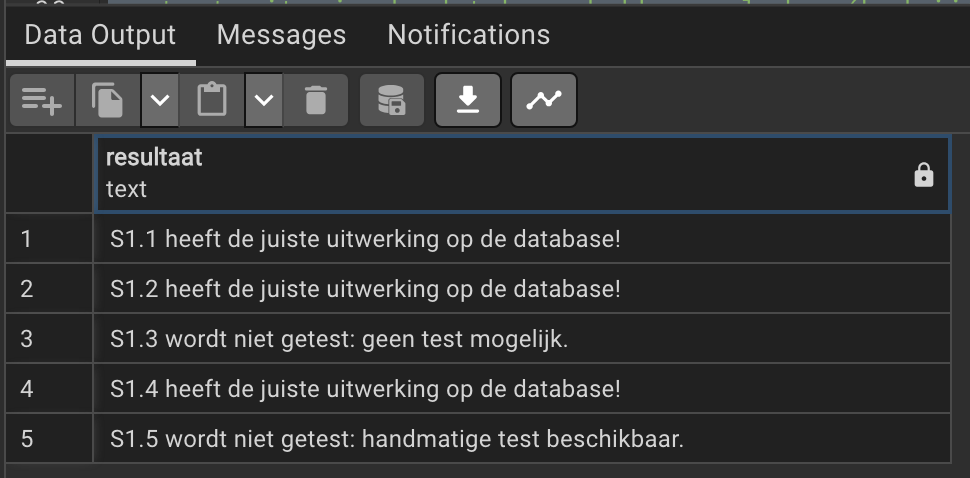 Data Output Messages Notifications
resultaat
text
1 S1.1 heeft de juiste uitwerking op de database!
2 S1.2 heeft de juiste uitwerking op de database!
3 S1.3 wordt niet getest: geen test mogelijk.
4 S1.4 heeft de juiste uitwerking op de database!
5 S1.5 wordt niet getest: handmatige test beschikbaar.